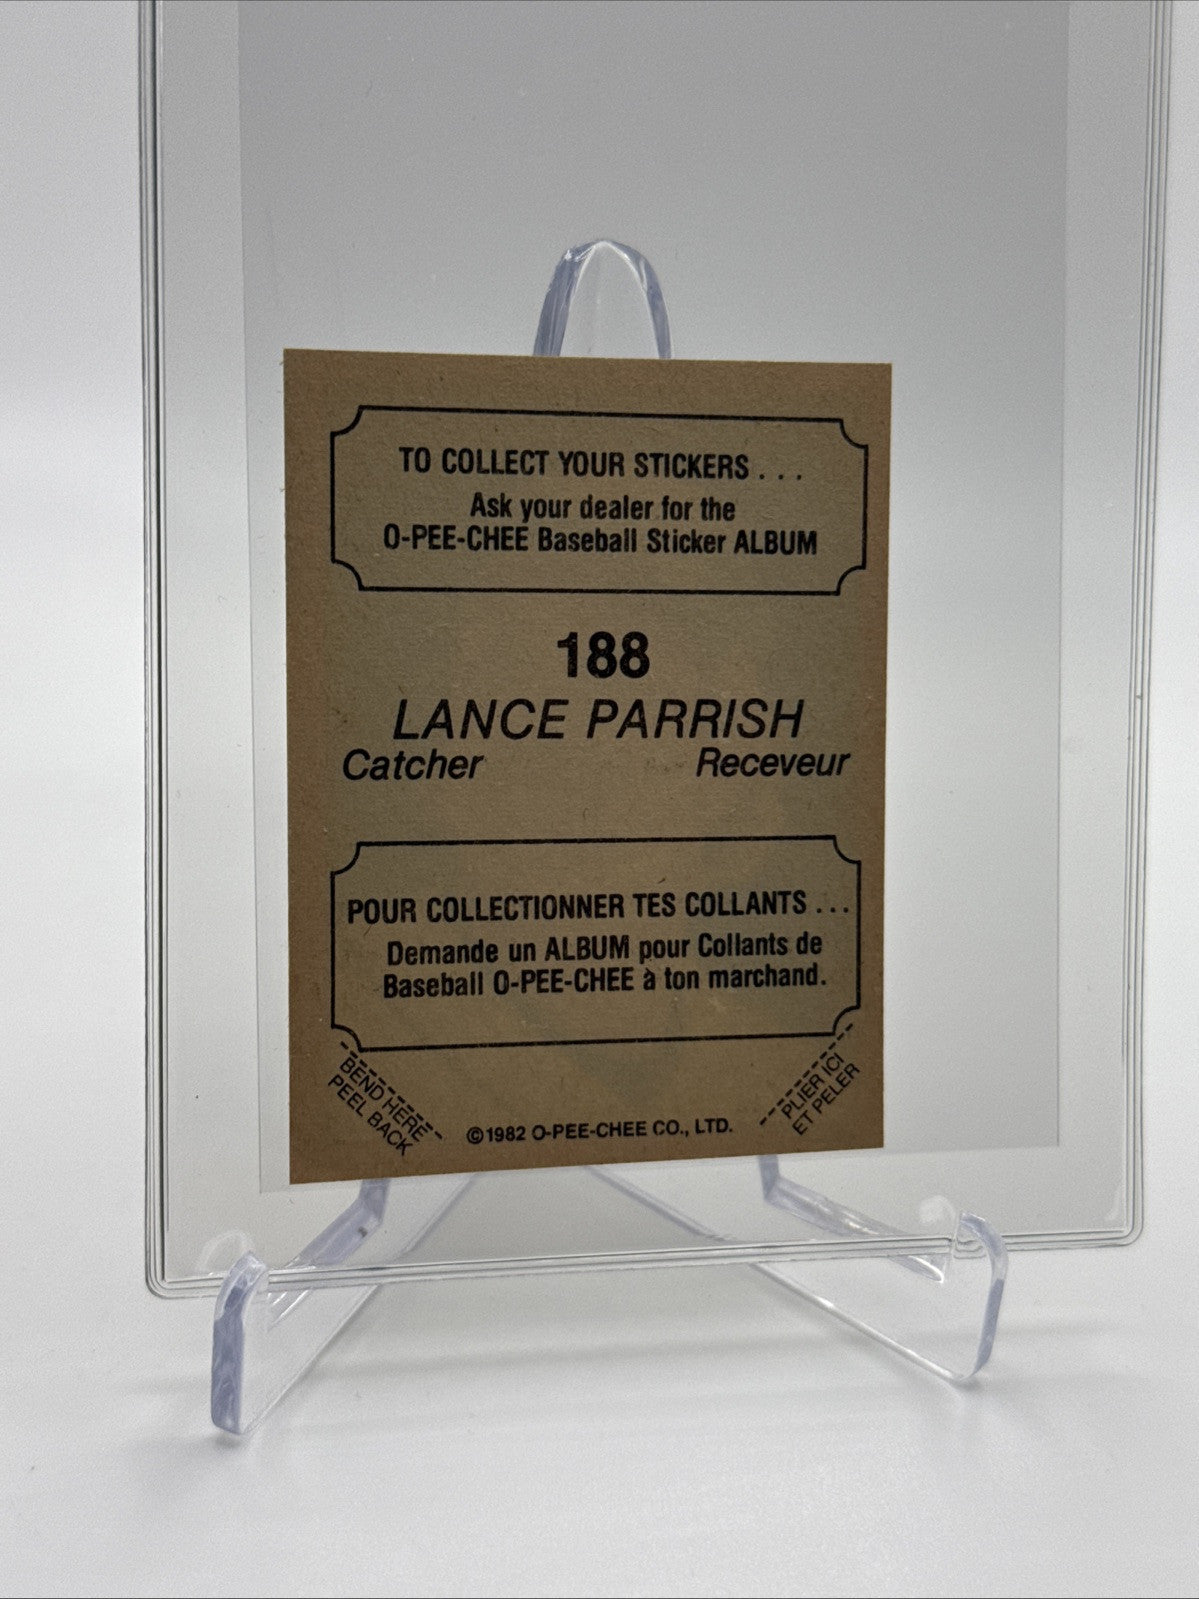 TO COLLECT YOUR STICKERS . . .
Ask your dealer for the
O-PEE-CHEE Baseball Sticker ALBUM
188
LANCE PARRISH
Catcher Receveur
POUR COLLECTIONNER TES COLLANTS . . .
Demande un ALBUM pour Collants de
Baseball O-PEE-CHEE à ton marchand.
BEND HERE
PEEL BACK
©1982 O-PEE-CHEE CO., LTD.
PLIER ICI
ET PELER